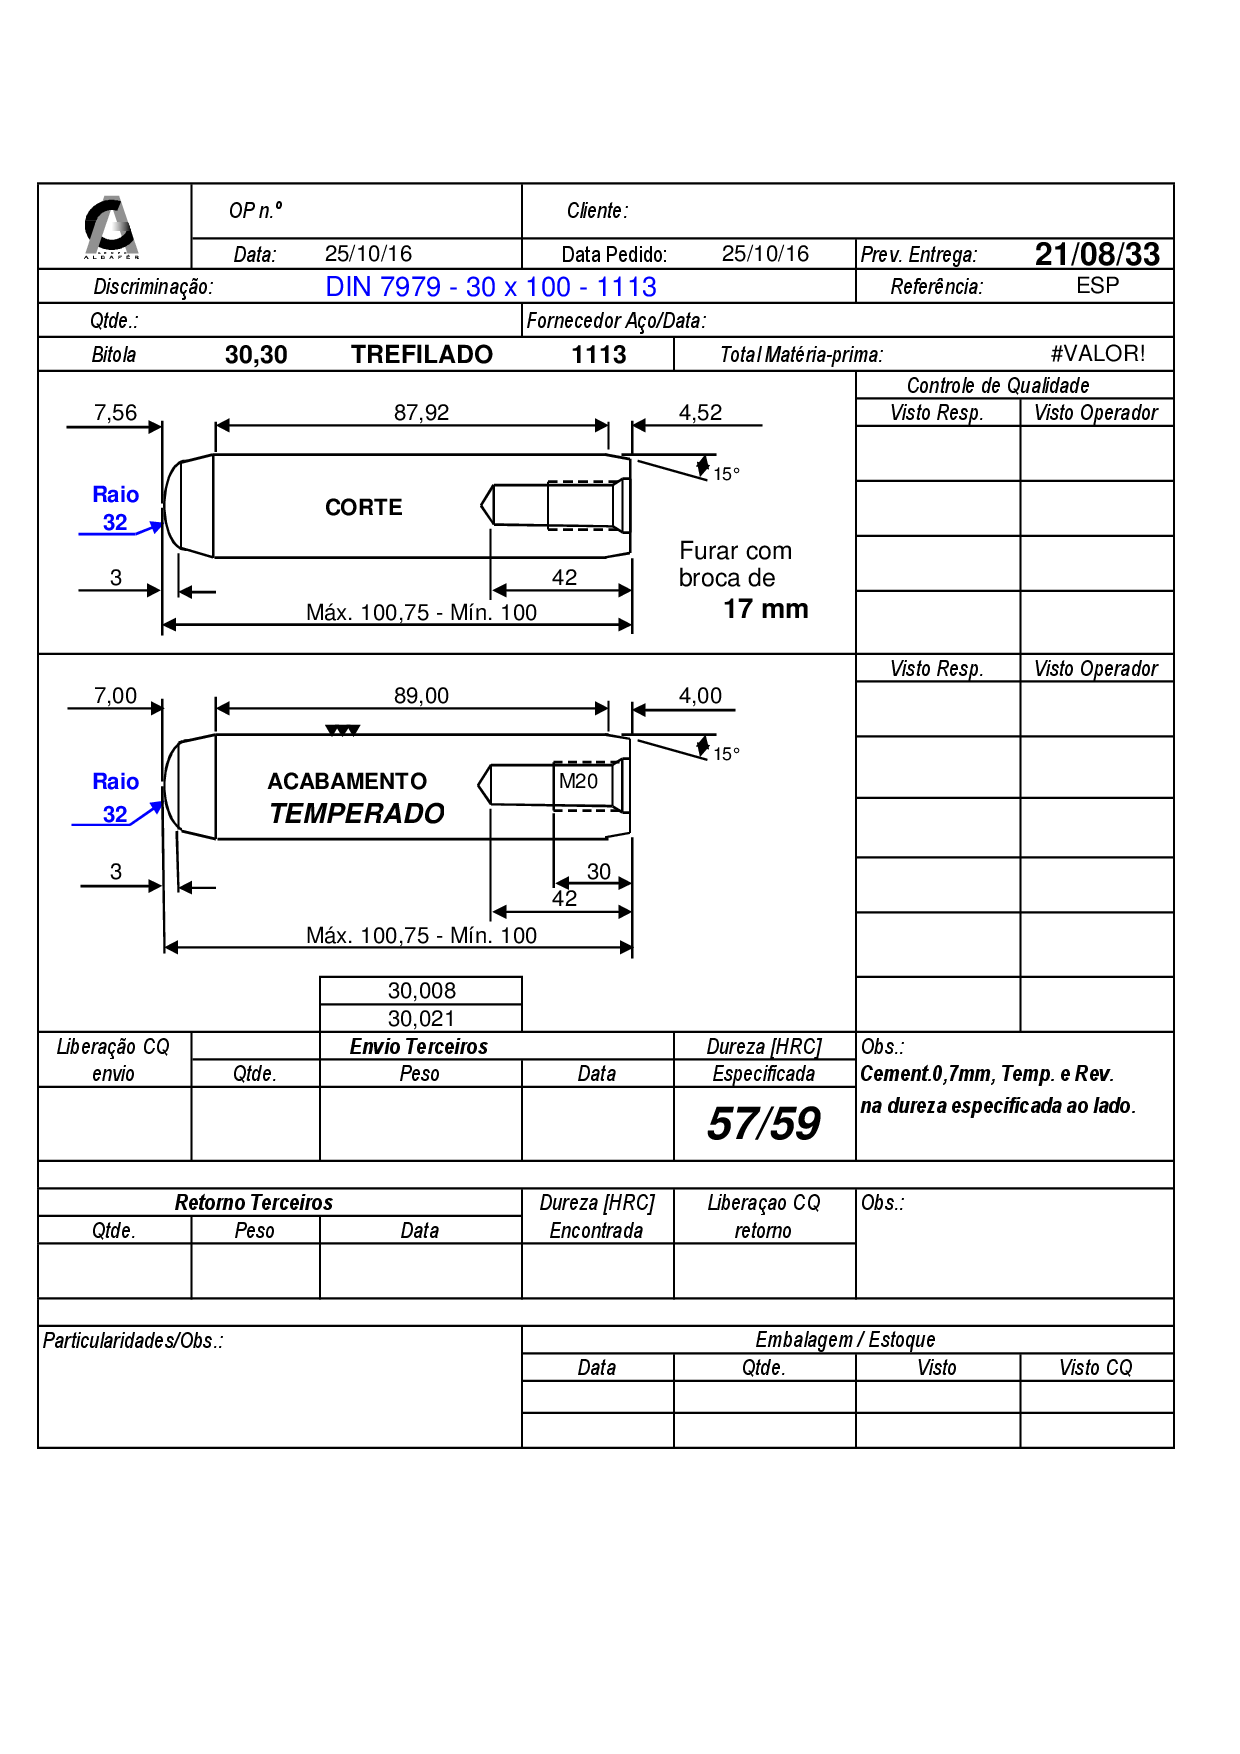 GRUPO
ALBAFER
OP n.º
Cliente:
Data: 25/10/16 Data Pedido: 25/10/16 Prev. Entrega: 21/08/33
Discriminação: DIN 7979 - 30 x 100 - 1113 Referência: ESP
Qtde.: Fornecedor Aço/Data:
Bitola 30,30 TREFILADO 1113 Total Matéria-prima: #VALOR!
Controle de Qualidade
Visto Resp. Visto Operador
7,56 87,92 4,52
15°
Raio
32
CORTE
Furar com
broca de
17 mm
3 42
Máx. 100,75 - Mín. 100
Visto Resp. Visto Operador
7,00 89,00 4,00
15°
Raio
32
ACABAMENTO
TEMPERADO
M20
3 30
42
Máx. 100,75 - Mín. 100
30,008
30,021
Liberação CQ
envio
Envio Terceiros
Qtde. Peso Data
Dureza [HRC]
Especificada
57/59
Obs.:
Cement.0,7mm, Temp. e Rev.
na dureza especificada ao lado.
Retorno Terceiros
Qtde. Peso Data
Dureza [HRC]
Encontrada
Liberaçao CQ
retorno
Obs.:
Particularidades/Obs.:
Embalagem / Estoque
Data Qtde. Visto Visto CQ